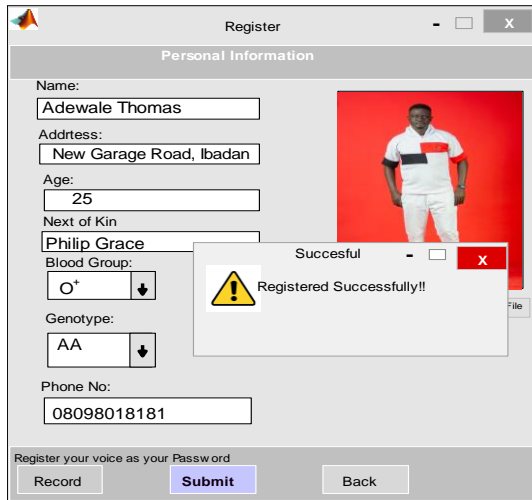 Register
X
Personal Information
Name:
Adewale Thomas
Addrtess:
New Garage Road, Ibadan
Age:
25
Next of Kin
Philip Grace
Succesful
X
Registered Successfully!!
Blood Group:
O+
File
Genotype:
AA
Phone No:
08098018181
Register your voice as your Password
Record
Submit
Back